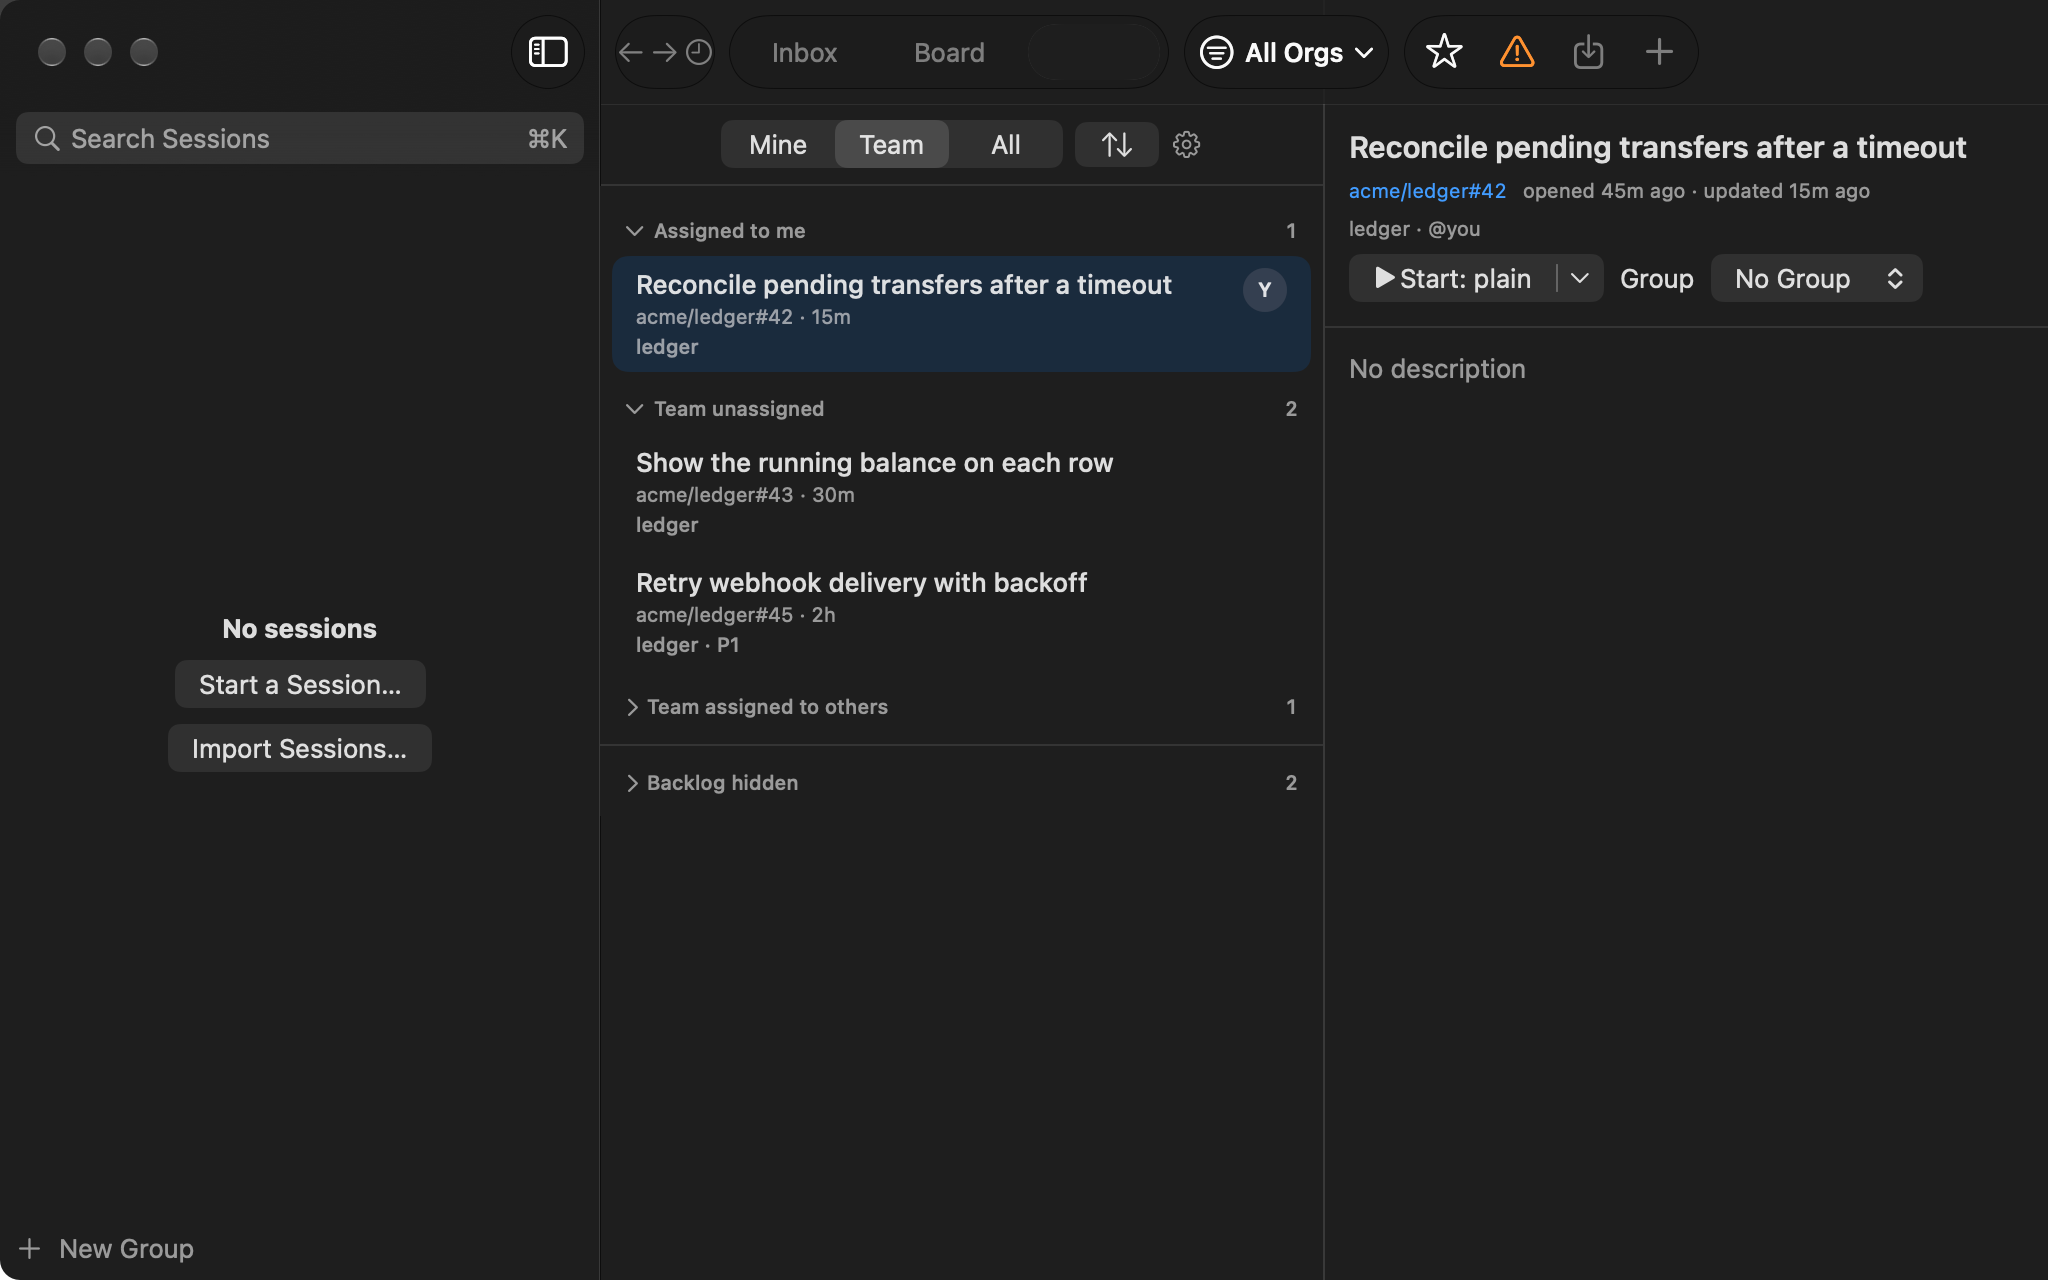 Search Sessions ⌘K
No sessions
Start a Session...
Import Sessions...
New Group
Inbox Board
All Orgs
Mine Team All
Assigned to me 1
Reconcile pending transfers after a timeout Y
acme/ledger#42 · 15m
ledger
Team unassigned 2
Show the running balance on each row
acme/ledger#43 · 30m
ledger
Retry webhook delivery with backoff
acme/ledger#45 · 2h
ledger · P1
Team assigned to others 1
Backlog hidden 2
Reconcile pending transfers after a timeout
acme/ledger#42 opened 45m ago · updated 15m ago
ledger · @you
Start: plain Group No Group
No description